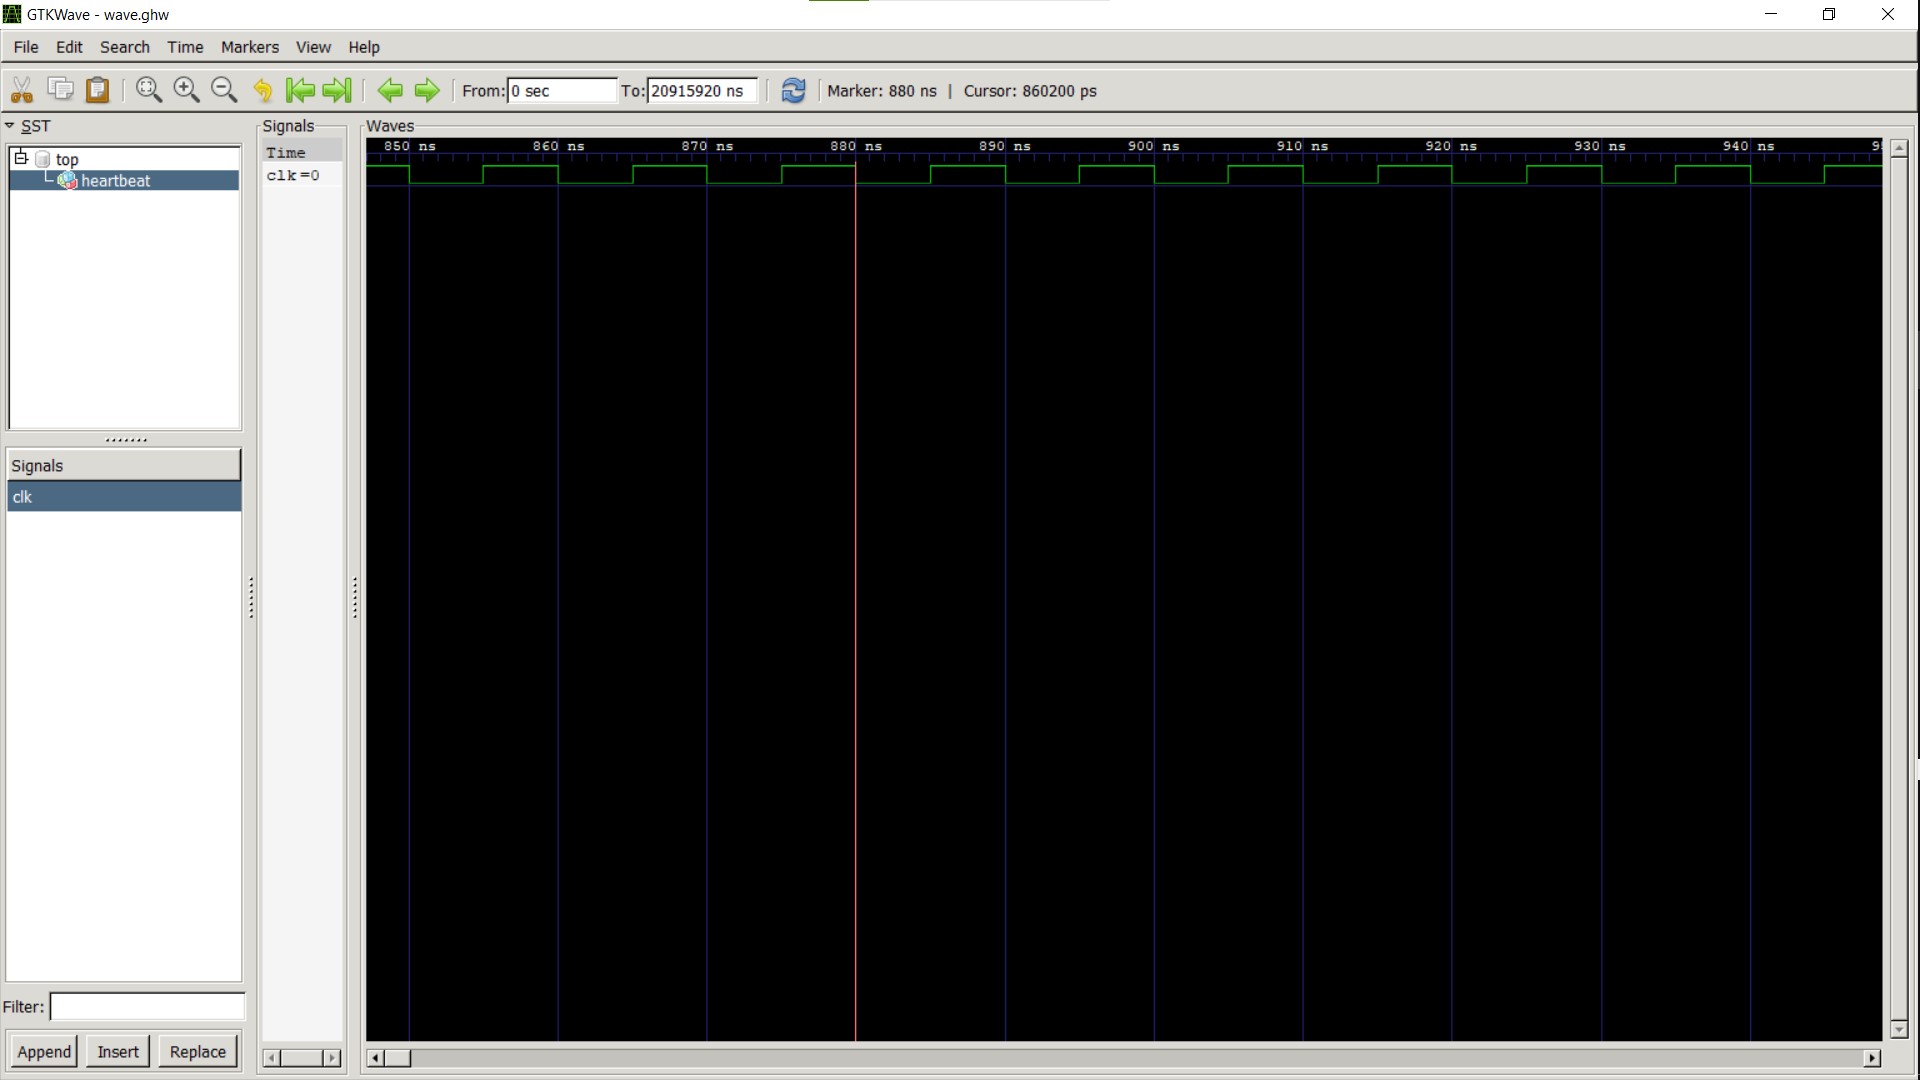 GTKWave - wave.ghw
File Edit Search Time Markers View Help
From: 0 sec To: 20915920 ns Marker: 880 ns | Cursor: 860200 ps
SST
top
heartbeat
Signals
clk
Filter:
Append Insert Replace
Signals
Time
clk=0
Waves
850 ns 860 ns 870 ns 880 ns 890 ns 900 ns 910 ns 920 ns 930 ns 940 ns